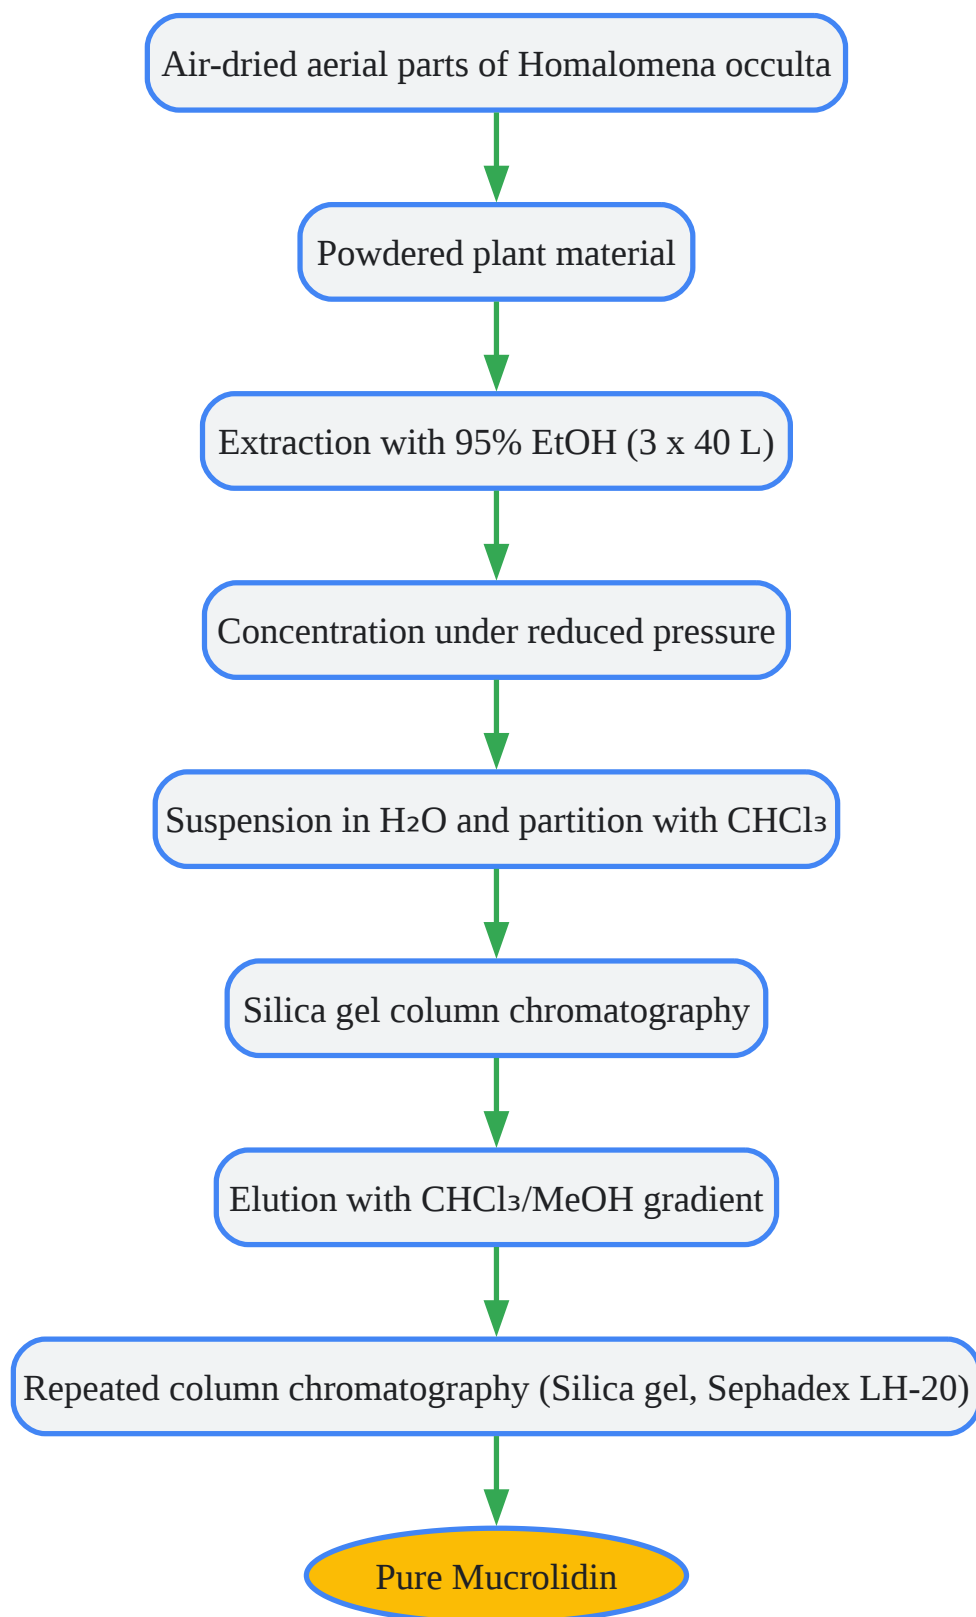 Air-dried aerial parts of Homalomena occulta
Powdered plant material
Extraction with 95% EtOH (3 x 40 L)
Concentration under reduced pressure
Suspension in H₂O and partition with CHCl₃
Silica gel column chromatography
Elution with CHCl₃/MeOH gradient
Repeated column chromatography (Silica gel, Sephadex LH-20)
Pure Mucrolidin